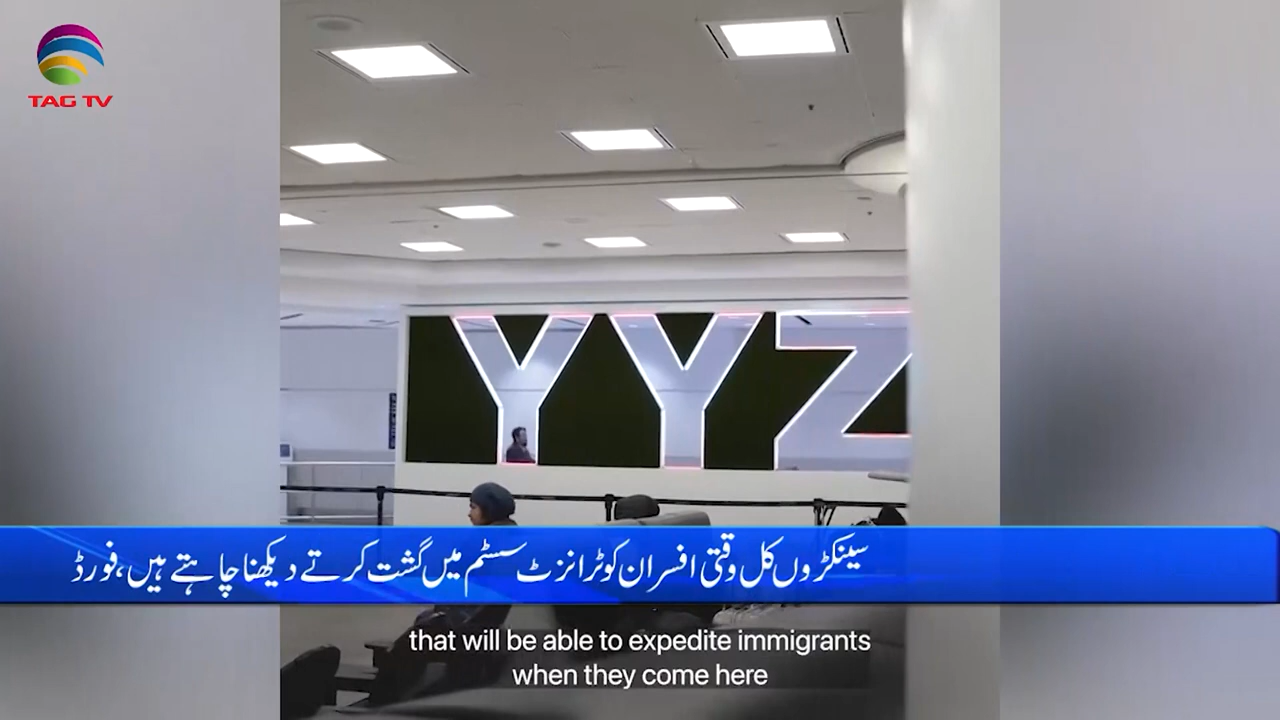 TAG TV
YYZ
سینکڑوں کل وقتی افسران کو ٹرانزٹ سسٹم میں گشت کرتے دیکھنا چاہتے ہیں، فورڈ
that will be able to expedite immigrants
when they come here